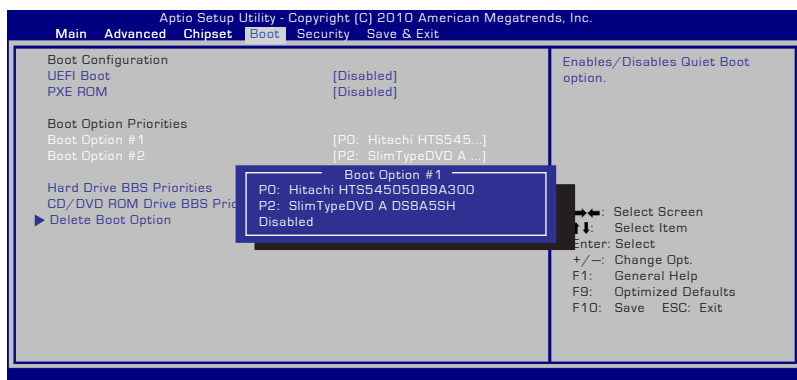 Aptio Setup Utility - Copyright (C) 2010 American Megatrends, Inc.
Main Advanced Chipset Boot Security Save & Exit
Boot Configuration
UEFI Boot [Disabled]
PXE ROM [Disabled]
Boot Option Priorities
Boot Option #1 [P0: Hitachi HTS545...]
Boot Option #2 [P2: SlimTypeDVD A ...]
Hard Drive BBS Priorities
CD/DVD ROM Drive BBS
Delete Boot Option
Boot Option #1
P0: Hitachi HTS545050B9A300
P2: SlimTypeDVD A DS8A5SH
Disabled
Enables/Disables Quiet Boot
option.
→←: Select Screen
↑↓: Select Item
Enter: Select
+/—: Change Opt.
F1: General Help
F9: Optimized Defaults
F10: Save ESC: Exit